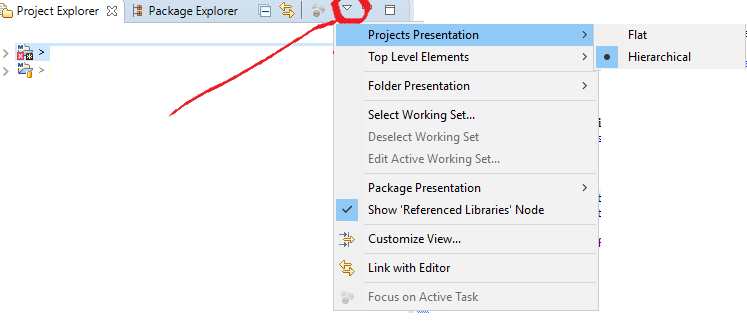 Project Explorer
Package Explorer
Projects Presentation
Flat
Top Level Elements
Hierarchical
Folder Presentation
Select Working Set...
Deselect Working Set
Edit Active Working Set...
Package Presentation
Show 'Referenced Libraries' Node
Customize View...
Link with Editor
Focus on Active Task